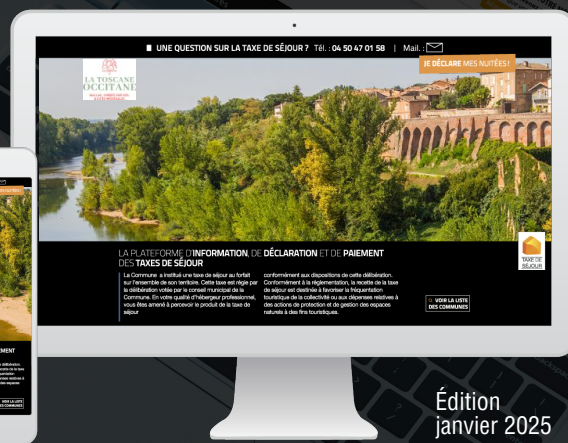 UNE QUESTION SUR LA TAXE DE SÉJOUR ? Tél. : 04 50 47 01 58 | Mail. :
JE DÉCLARE MES NUITÉES !
LA TOSCANE
OCCITANE
LA PLATEFORME D'INFORMATION, DE DÉCLARATION ET DE PAIEMENT
DES TAXES DE SÉJOUR
La Commune a institué une taxe de séjour au forfait
sur l'ensemble de son territoire. Cette taxe est régie par
la délibération votée par le conseil municipal de la
Commune. En votre qualité d'hébergeur professionnel,
vous êtes amené à percevoir le produit de la taxe de
séjour
conformément aux dispositions de cette délibération.
Conformément à la réglementation, la recette de la taxe
de séjour est destinée à favoriser la fréquentation
touristique de la collectivité ou aux dépenses relatives à
des actions de protection et de gestion des espaces
naturels à des fins touristiques.
TAXE DE
SÉJOUR
VOIR LA LISTE
DES COMMUNES
Édition
janvier 2025